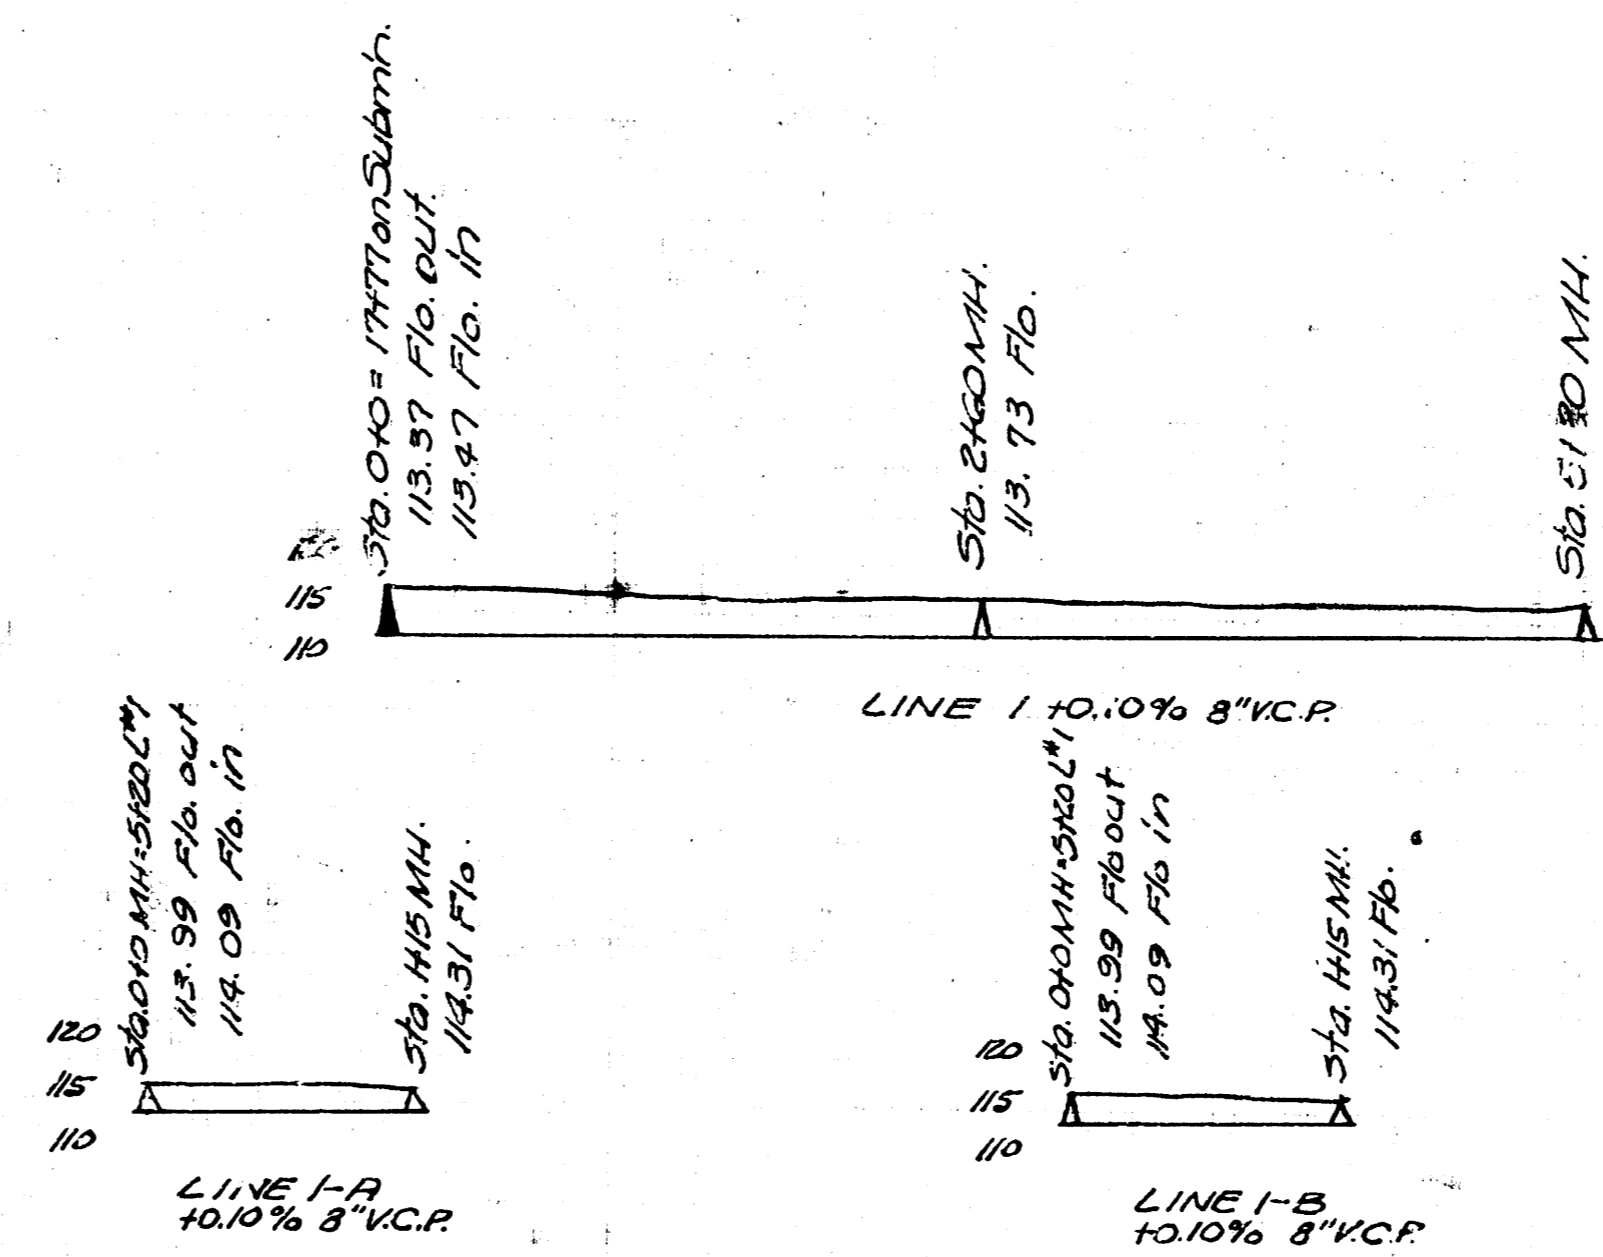 Sta. 0+0 = 17+77 on Submh.
113.37 Flo. out.
113.47 Flo. in
Sta. 2+60 MH.
113.73 Flo.
Sta. MH.
115
110
LINE 1 +0.10% 8" V.C.P.
Sta. 0+0 MH=5+20 L#1
113.99 Flo. out
114.09 Flo. in
Sta. 1+15 MH.
114.31 Flo.
120
115
110
LINE 1-A
+0.10% 8" V.C.P.
Sta. 0+0 MH=5+20 L#1
113.99 Flo out
114.09 Flo in
Sta. 1+15 MH.
114.31 Flo.
120
115
110
LINE 1-B
+0.10% 8" V.C.P.